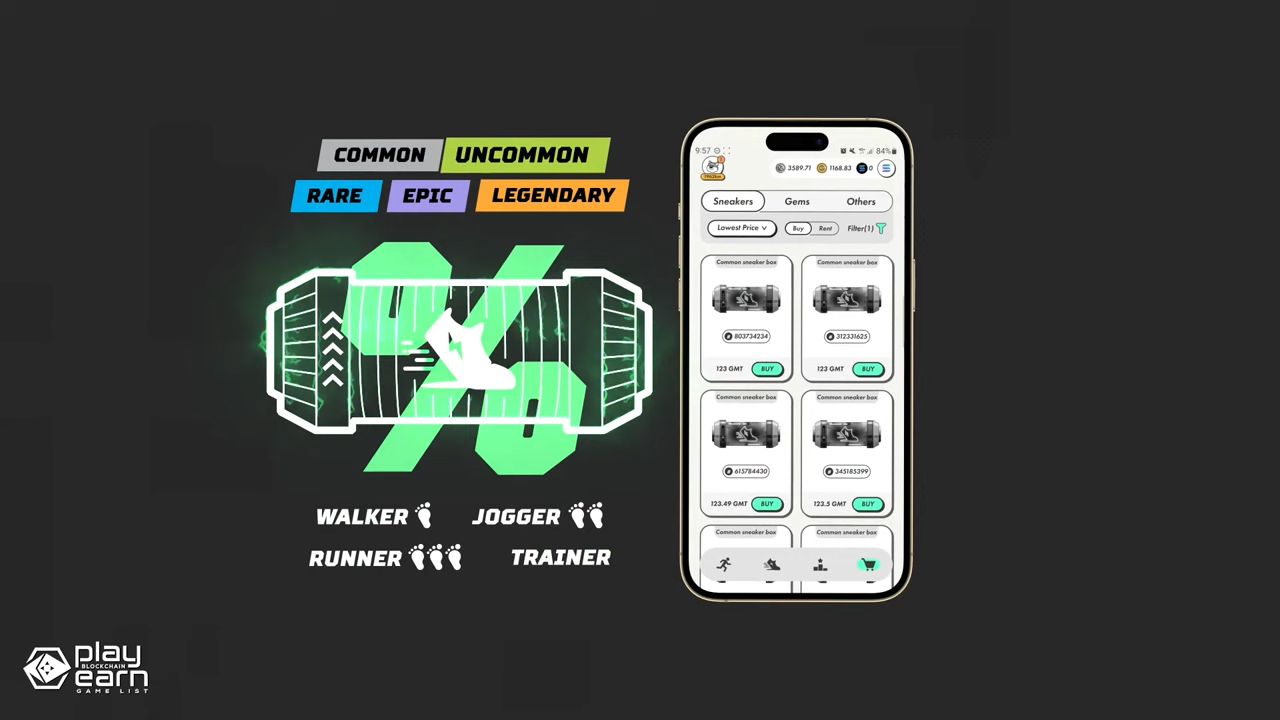 COMMON UNCOMMON
RARE EPIC LEGENDARY
%
WALKER JOGGER
RUNNER TRAINER
9:57 84%
3589.71 1168.83 0
Sneakers Gems Others
Lowest Price Buy Rent Filter(1)
Common sneaker box Common sneaker box
803734234 312331625
123 GMT BUY 123 GMT BUY
Common sneaker box Common sneaker box
615784430 345185399
123.49 GMT BUY 123.5 GMT BUY
Common sneaker box Common sneaker box
play
BLOCKCHAIN
earn
GAME LIST